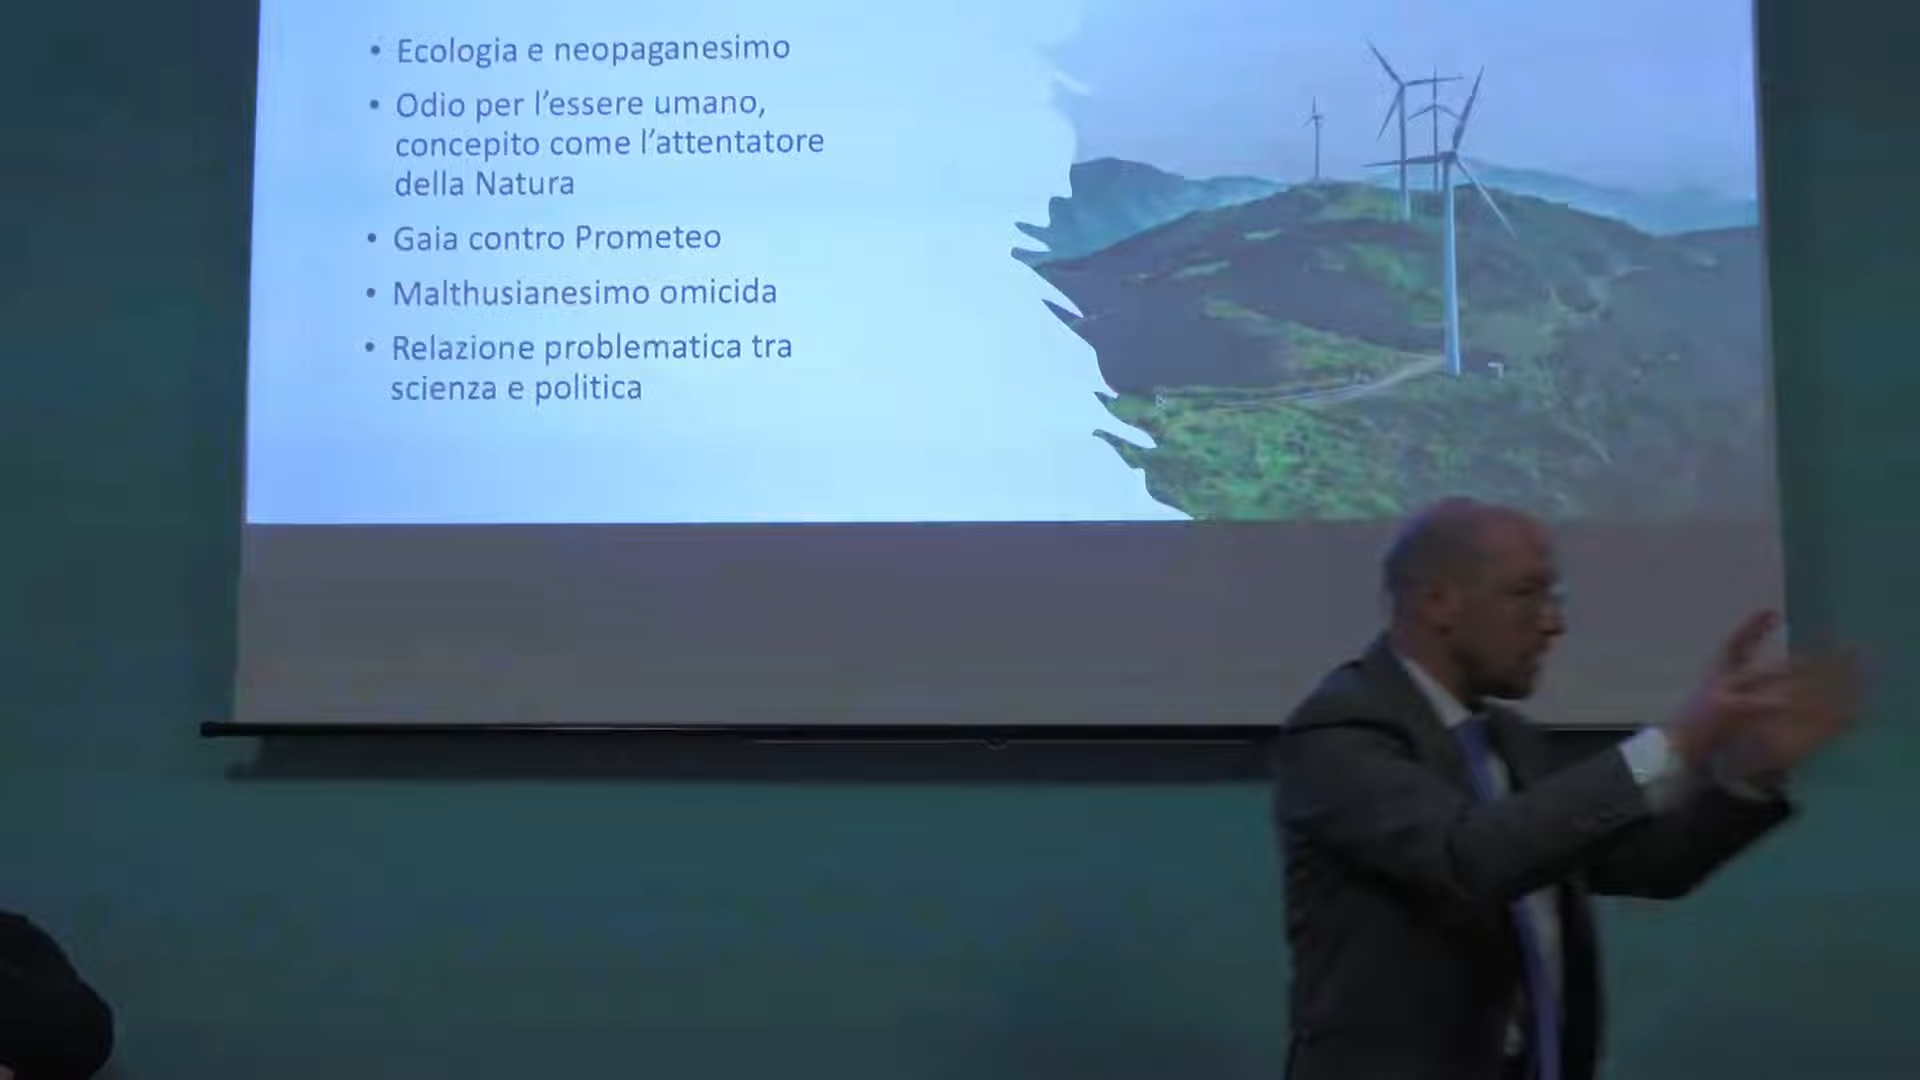 • Ecologia e neopaganesimo
• Odio per l'essere umano,
concepito come l'attentatore
della Natura
• Gaia contro Prometeo
• Malthusianesimo omicida
• Relazione problematica tra
scienza e politica